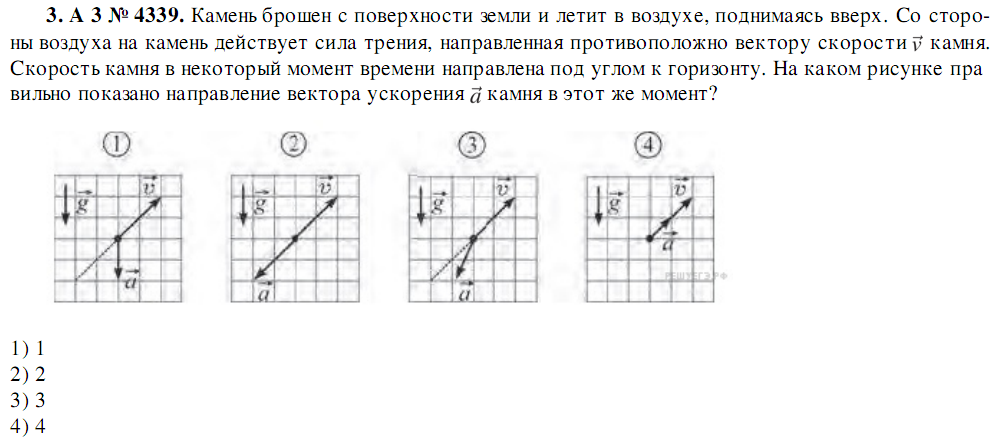 3. А 3 № 4339. Камень брошен с поверхности земли и летит в воздухе, поднимаясь вверх. Со сторо-
ны воздуха на камень действует сила трения, направленная противоположно вектору скорости v⃗ камня.
Скорость камня в некоторый момент времени направлена под углом к горизонту. На каком рисунке пра
вильно показано направление вектора ускорения a⃗ камня в этот же момент?
1 2 3 4
v⃗ v⃗ v⃗ v⃗
g⃗ g⃗ g⃗ g⃗
a⃗ a⃗ a⃗ a⃗
РЕШУЕГЭ.РФ
1) 1
2) 2
3) 3
4) 4